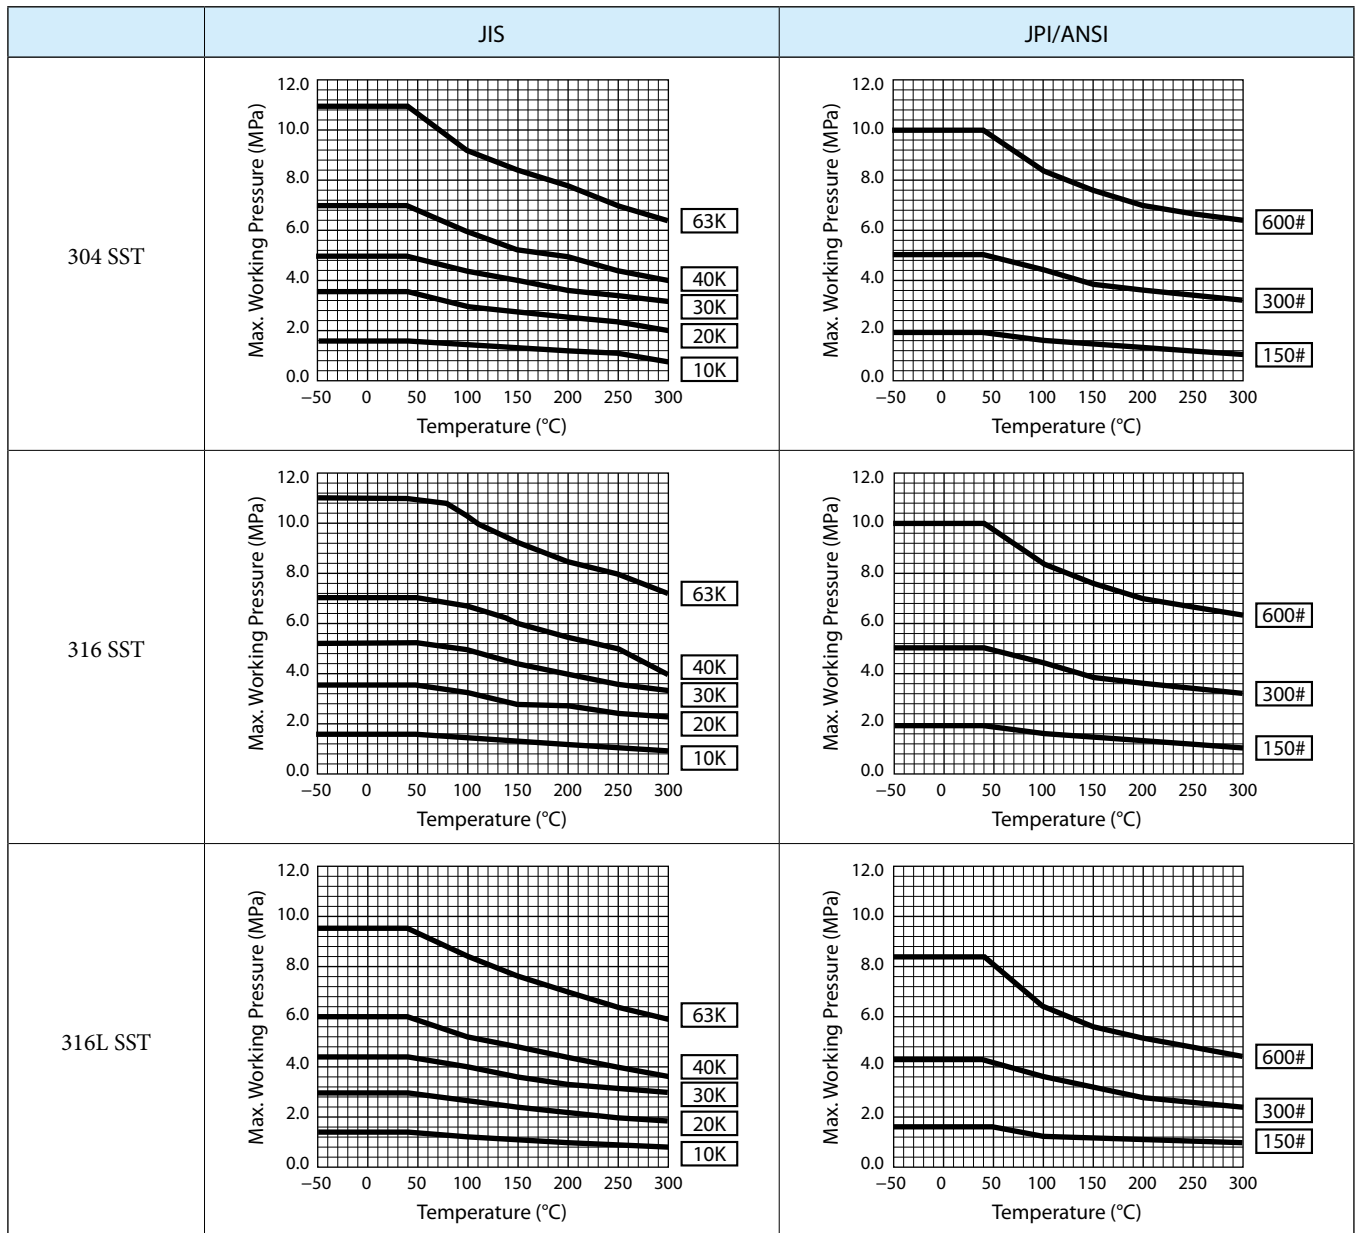 JIS
JPI/ANSI
304 SST
Max. Working Pressure (MPa)
12.0
10.0
8.0
6.0
4.0
2.0
0.0
−50 0 50 100 150 200 250 300
Temperature (°C)
63K
40K
30K
20K
10K
Max. Working Pressure (MPa)
12.0
10.0
8.0
6.0
4.0
2.0
0.0
−50 0 50 100 150 200 250 300
Temperature (°C)
600#
300#
150#
316 SST
Max. Working Pressure (MPa)
12.0
10.0
8.0
6.0
4.0
2.0
0.0
−50 0 50 100 150 200 250 300
Temperature (°C)
63K
40K
30K
20K
10K
Max. Working Pressure (MPa)
12.0
10.0
8.0
6.0
4.0
2.0
0.0
−50 0 50 100 150 200 250 300
Temperature (°C)
600#
300#
150#
316L SST
Max. Working Pressure (MPa)
12.0
10.0
8.0
6.0
4.0
2.0
0.0
−50 0 50 100 150 200 250 300
Temperature (°C)
63K
40K
30K
20K
10K
Max. Working Pressure (MPa)
12.0
10.0
8.0
6.0
4.0
2.0
0.0
−50 0 50 100 150 200 250 300
Temperature (°C)
600#
300#
150#